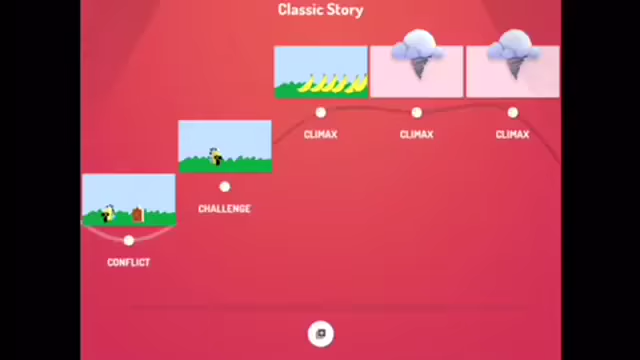 Classic Story
CLIMAX
CLIMAX
CLIMAX
CHALLENGE
CONFLICT